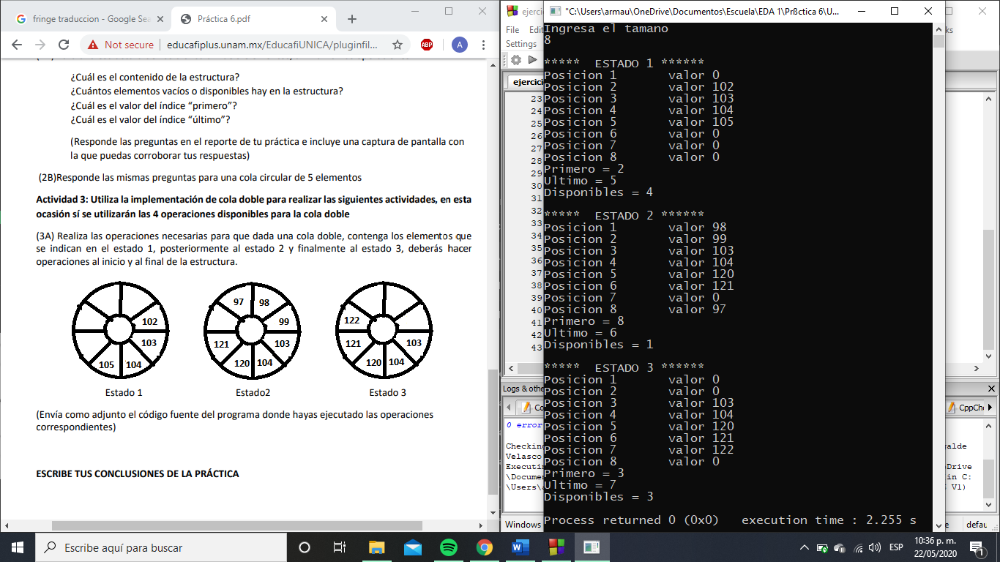 fringe traduccion - Google Sea
Práctica 6.pdf
Not secure
educafiplus.unam.mx/EducafiUNICA/pluginfil...
ABP
A
¿Cuál es el contenido de la estructura?
¿Cuántos elementos vacíos o disponibles hay en la estructura?
¿Cuál es el valor del índice “primero”?
¿Cuál es el valor del índice “último”?
(Responde las preguntas en el reporte de tu práctica e incluye una captura de pantalla con
la que puedas corroborar tus respuestas)
(2B)Responde las mismas preguntas para una cola circular de 5 elementos
Actividad 3: Utiliza la implementación de cola doble para realizar las siguientes actividades, en esta
ocasión sí se utilizarán las 4 operaciones disponibles para la cola doble
(3A) Realiza las operaciones necesarias para que dada una cola doble, contenga los elementos que
se indican en el estado 1, posteriormente al estado 2 y finalmente al estado 3, deberás hacer
operaciones al inicio y al final de la estructura.
102
103
104
105
97
98
99
103
104
120
121
122
121
120
104
103
Estado 1
Estado2
Estado 3
(Envía como adjunto el código fuente del programa donde hayas ejecutado las operaciones
correspondientes)
ESCRIBE TUS CONCLUSIONES DE LA PRÁCTICA
ejerci
File Edit
ks
Settings
ejercici
23
24
25
26
27
28
29
30
31
32
33
34
35
36
37
38
39
40
41
42
43
Logs & othe
Co
CppChe
0 error
Checking
Velasco
Executin
\Docume
\Users\
alde
eDrive
in C:
V1)
Windows
e
defau
"C:\Users\armau\OneDrive\Documentos\Escuela\EDA 1\Prßctica 6\U...
Ingresa el tamano
8
***** ESTADO 1 ******
Posicion 1 valor 0
Posicion 2 valor 102
Posicion 3 valor 103
Posicion 4 valor 104
Posicion 5 valor 105
Posicion 6 valor 0
Posicion 7 valor 0
Posicion 8 valor 0
Primero = 2
Ultimo = 5
Disponibles = 4
***** ESTADO 2 ******
Posicion 1 valor 98
Posicion 2 valor 99
Posicion 3 valor 103
Posicion 4 valor 104
Posicion 5 valor 120
Posicion 6 valor 121
Posicion 7 valor 0
Posicion 8 valor 97
Primero = 8
Ultimo = 6
Disponibles = 1
***** ESTADO 3 ******
Posicion 1 valor 0
Posicion 2 valor 0
Posicion 3 valor 103
Posicion 4 valor 104
Posicion 5 valor 120
Posicion 6 valor 121
Posicion 7 valor 122
Posicion 8 valor 0
Primero = 3
Ultimo = 7
Disponibles = 3
Process returned 0 (0x0) execution time : 2.255 s
Escribe aquí para buscar
ESP
10:36 p. m.
22/05/2020
1